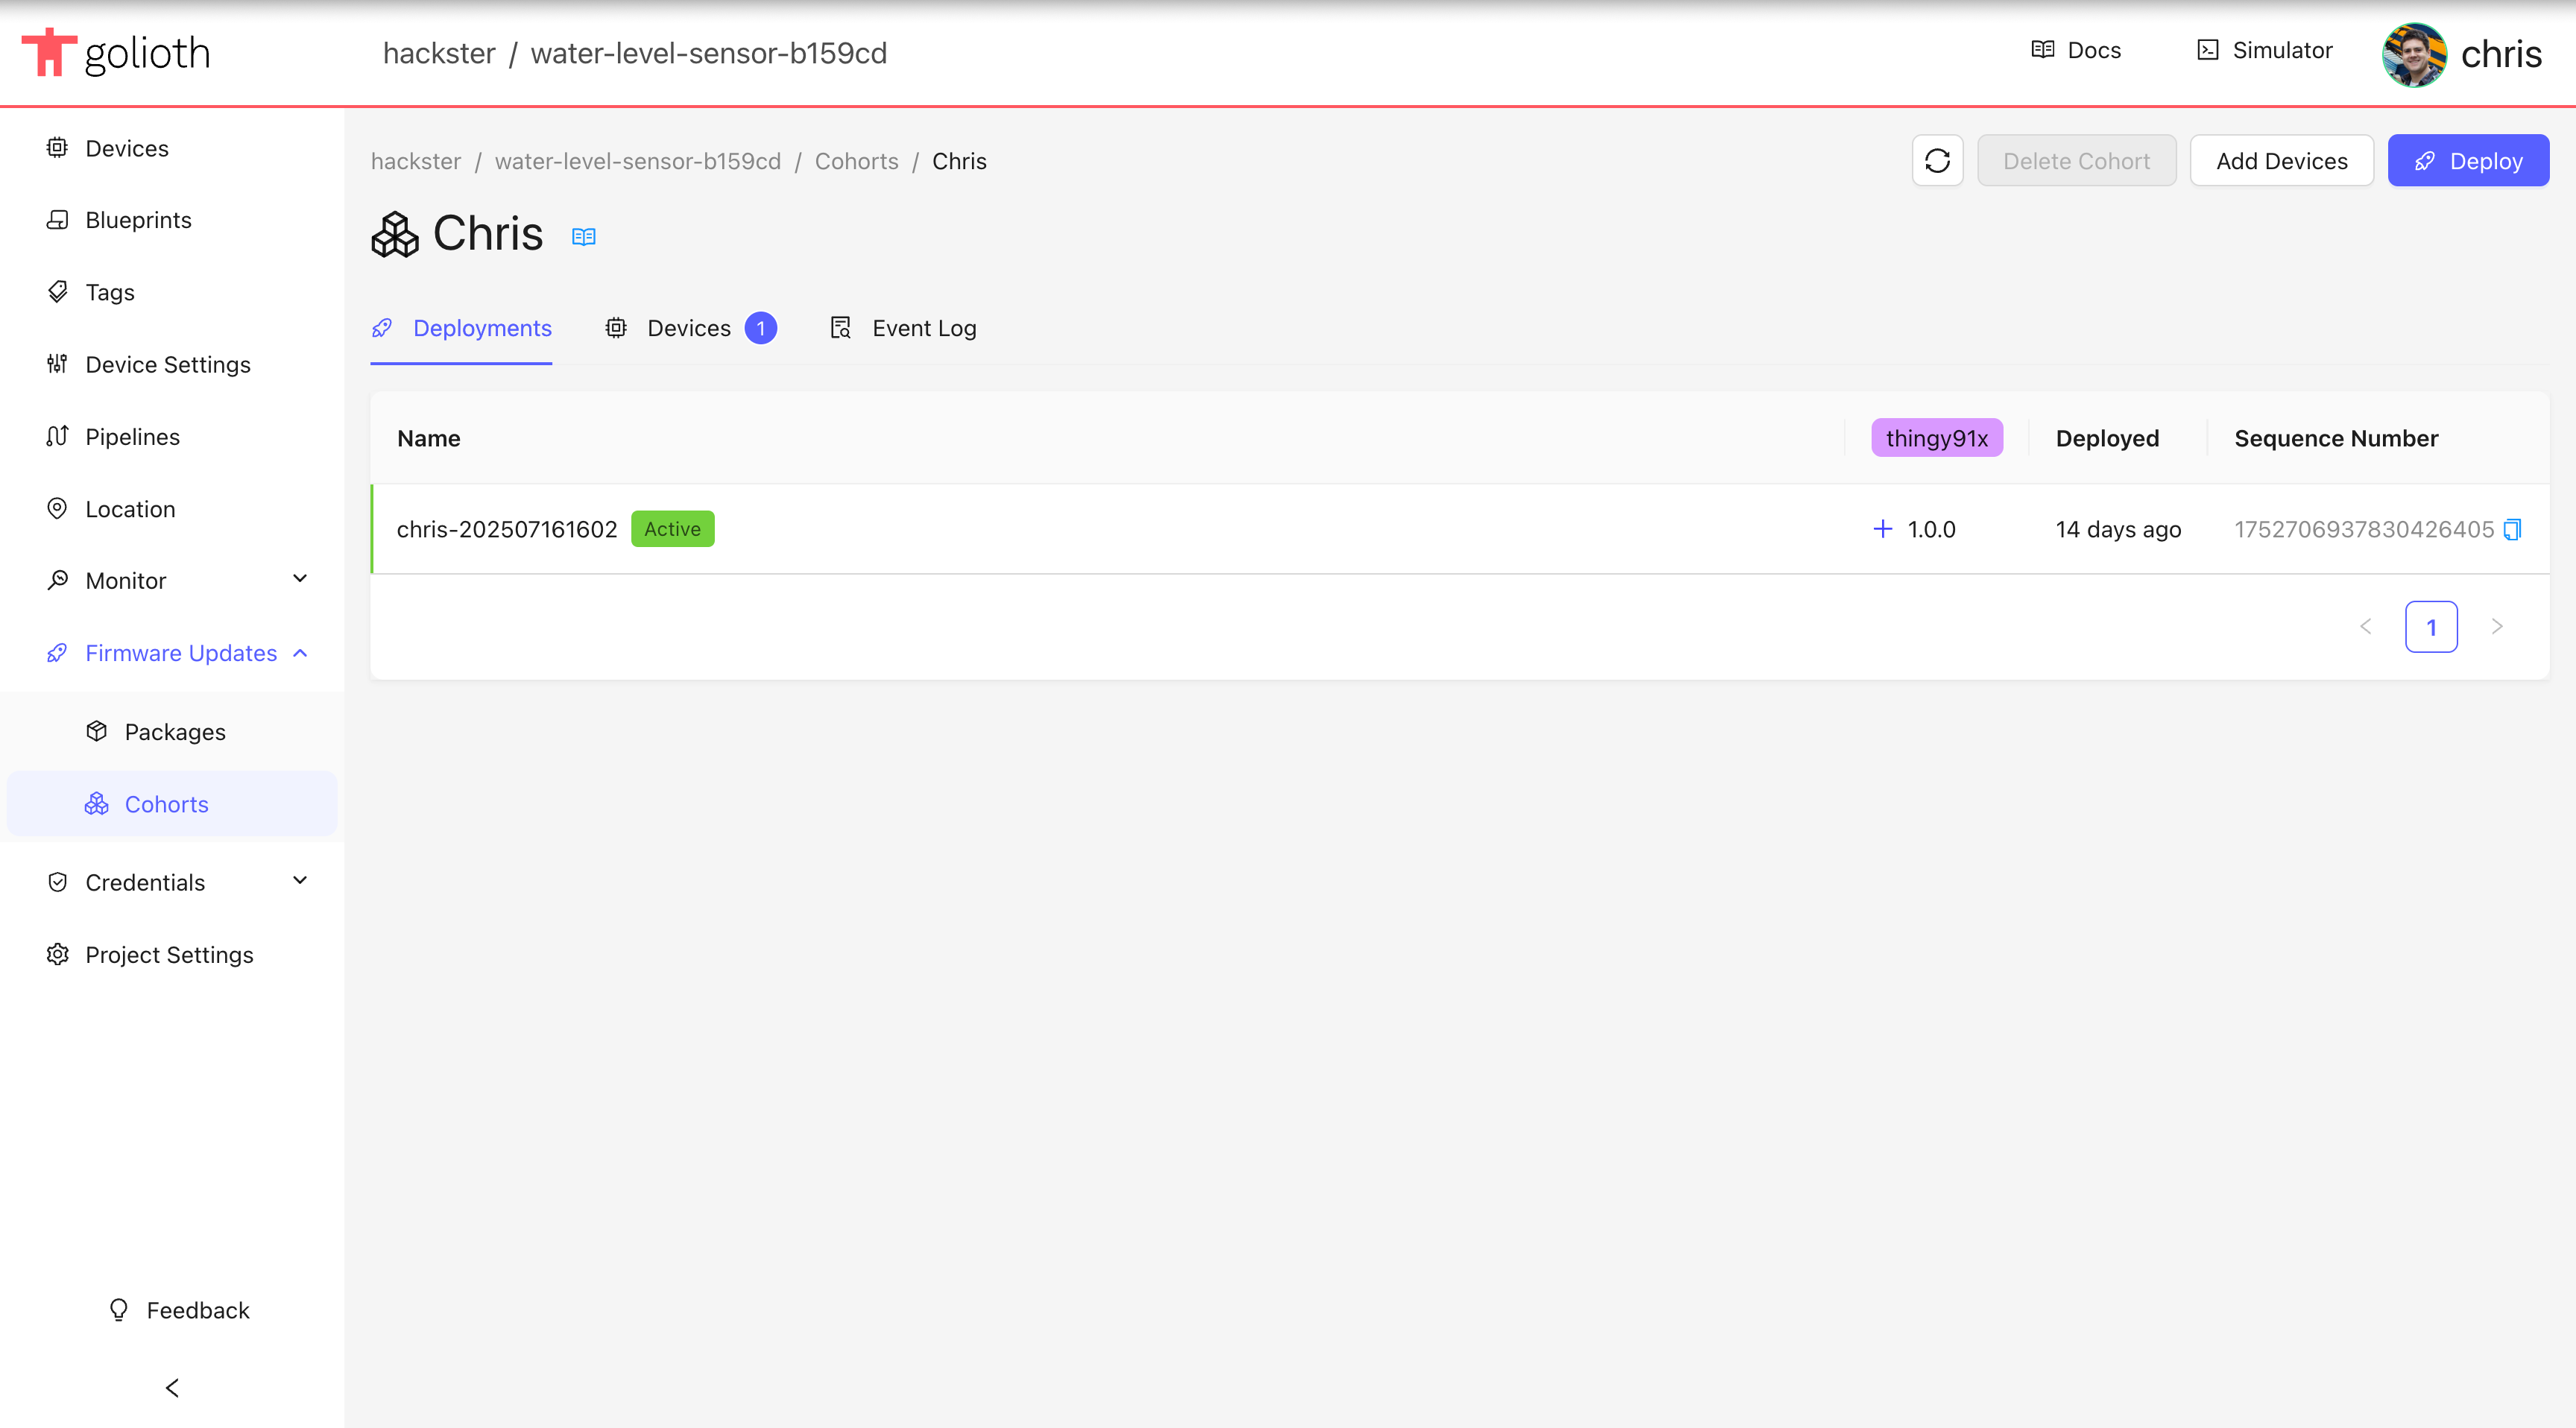 golioth
hackster / water-level-sensor-b159cd
Docs
Simulator
chris
Devices
Blueprints
Tags
Device Settings
Pipelines
Location
Monitor
Firmware Updates
Packages
Cohorts
Credentials
Project Settings
Feedback
hackster / water-level-sensor-b159cd / Cohorts / Chris
Delete Cohort
Add Devices
Deploy
Chris
Deployments
Devices 1
Event Log
Name thingy91x Deployed Sequence Number
chris-202507161602 Active + 1.0.0 14 days ago 1752706937830426405
< 1 >